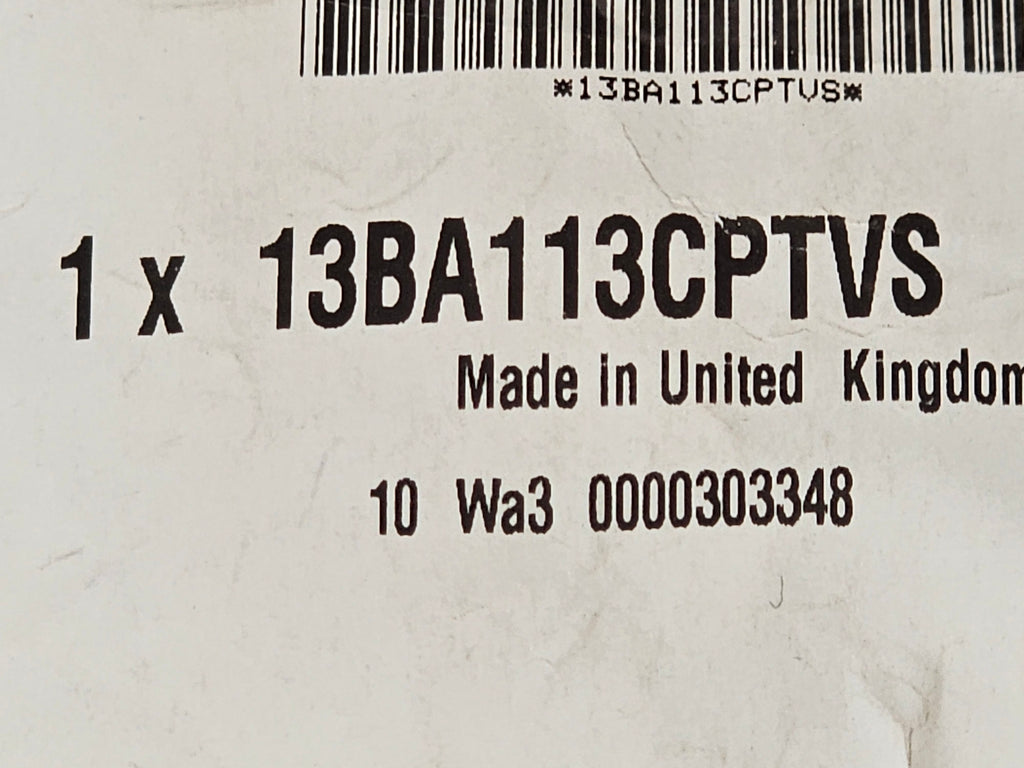 *13BA113CPTVS*
1 x 13BA113CPTVS
Made in United Kingdom
10 Wa3 0000303348